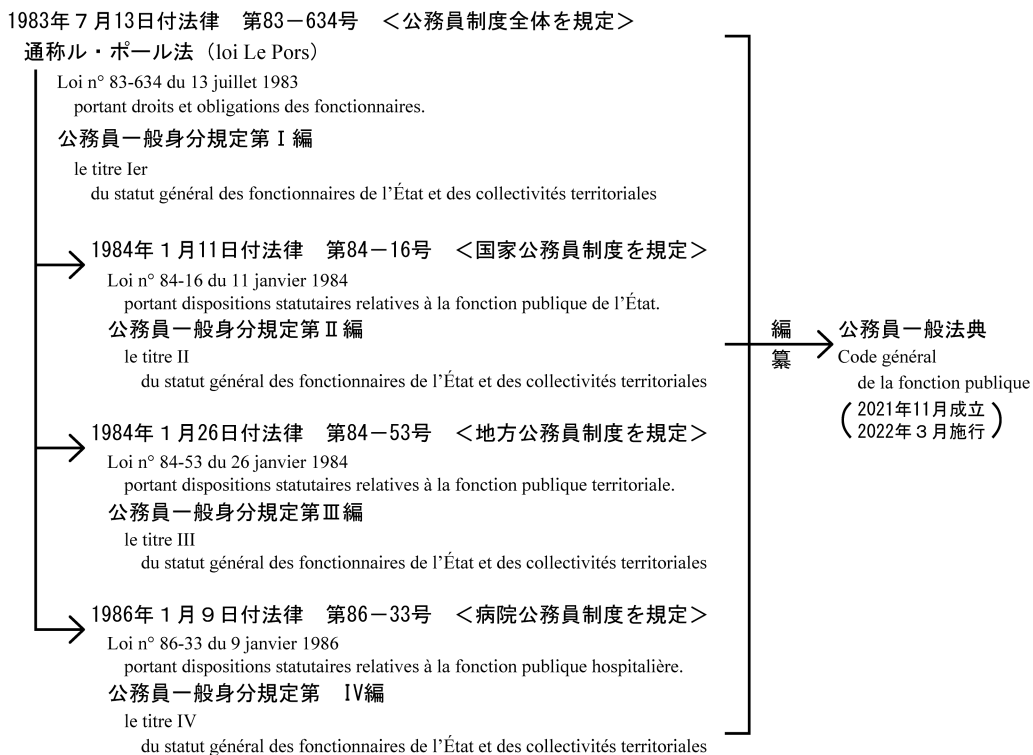 1983年７月13日付法律　第83－634号　＜公務員制度全体を規定＞
通称ル・ポール法（loi Le Pors）
Loi n° 83-634 du 13 juillet 1983
portant droits et obligations des fonctionnaires.
公務員一般身分規定第Ⅰ編
le titre Ier
du statut général des fonctionnaires de l’État et des collectivités territoriales
1984年１月11日付法律　第84－16号　＜国家公務員制度を規定＞
Loi n° 84-16 du 11 janvier 1984
portant dispositions statutaires relatives à la fonction publique de l’État.
公務員一般身分規定第Ⅱ編
le titre II
du statut général des fonctionnaires de l’État et des collectivités territoriales
1984年１月26日付法律　第84－53号　＜地方公務員制度を規定＞
Loi n° 84-53 du 26 janvier 1984
portant dispositions statutaires relatives à la fonction publique territoriale.
公務員一般身分規定第Ⅲ編
le titre III
du statut général des fonctionnaires de l’État et des collectivités territoriales
1986年１月９日付法律　第86－33号　＜病院公務員制度を規定＞
Loi n° 86-33 du 9 janvier 1986
portant dispositions statutaires relatives à la fonction publique hospitalière.
公務員一般身分規定第　IV編
le titre IV
du statut général des fonctionnaires de l’État et des collectivités territoriales
編纂
公務員一般法典
Code général
de la fonction publique
（2021年11月成立
2022年３月施行）